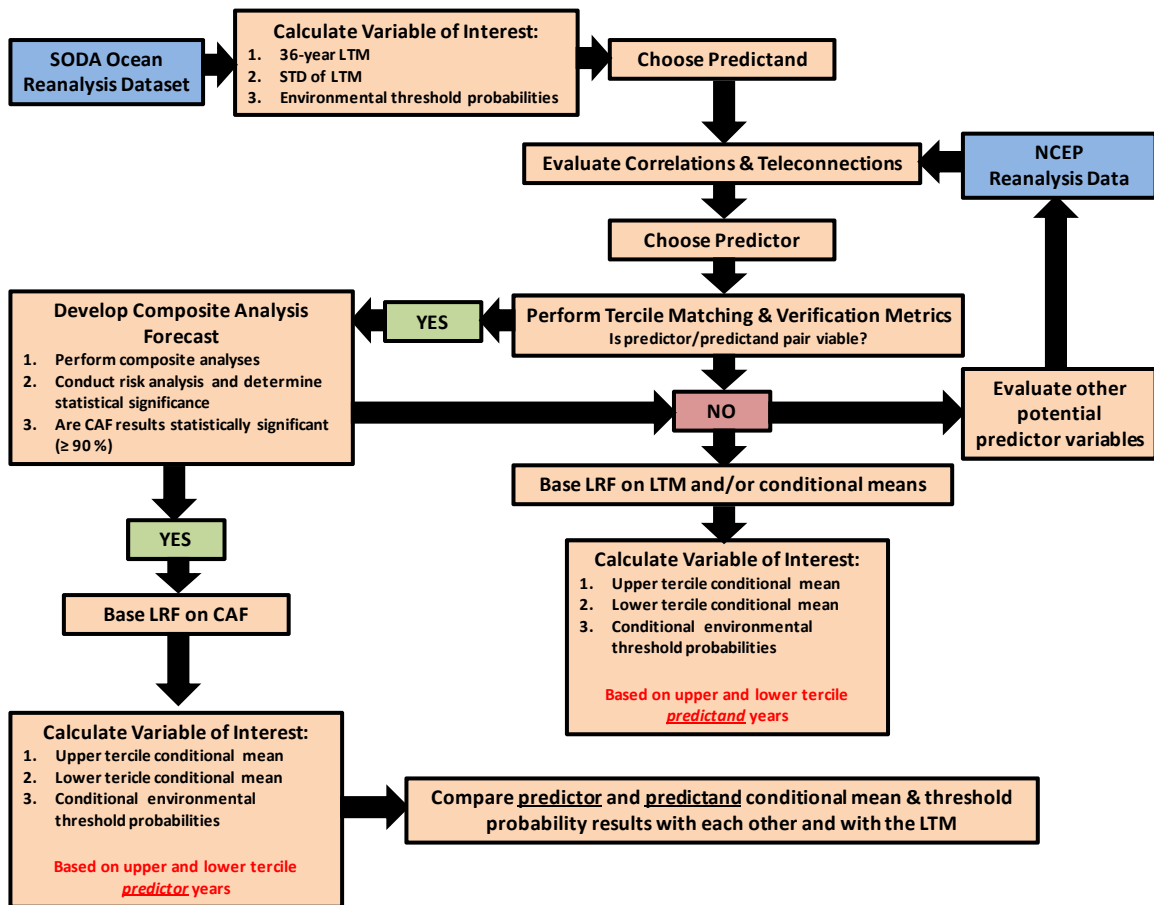 SODA Ocean
Reanalysis Dataset
Calculate Variable of Interest:
1. 36-year LTM
2. STD of LTM
3. Environmental threshold probabilities
Choose Predictand
Evaluate Correlations & Teleconnections
NCEP
Reanalysis Data
Choose Predictor
Perform Tercile Matching & Verification Metrics
Is predictor/predictand pair viable?
YES
Develop Composite Analysis
Forecast
1. Perform composite analyses
2. Conduct risk analysis and determine
statistical significance
3. Are CAF results statistically significant
(≥ 90 %)
NO
Evaluate other
potential
predictor variables
Base LRF on LTM and/or conditional means
YES
Calculate Variable of Interest:
1. Upper tercile conditional mean
2. Lower tercile conditional mean
3. Conditional environmental
threshold probabilities
Based on upper and lower tercile
predictand years
Base LRF on CAF
Calculate Variable of Interest:
1. Upper tercile conditional mean
2. Lower tericle conditional mean
3. Conditional environmental
threshold probabilities
Based on upper and lower tercile
predictor years
Compare predictor and predictand conditional mean & threshold
probability results with each other and with the LTM